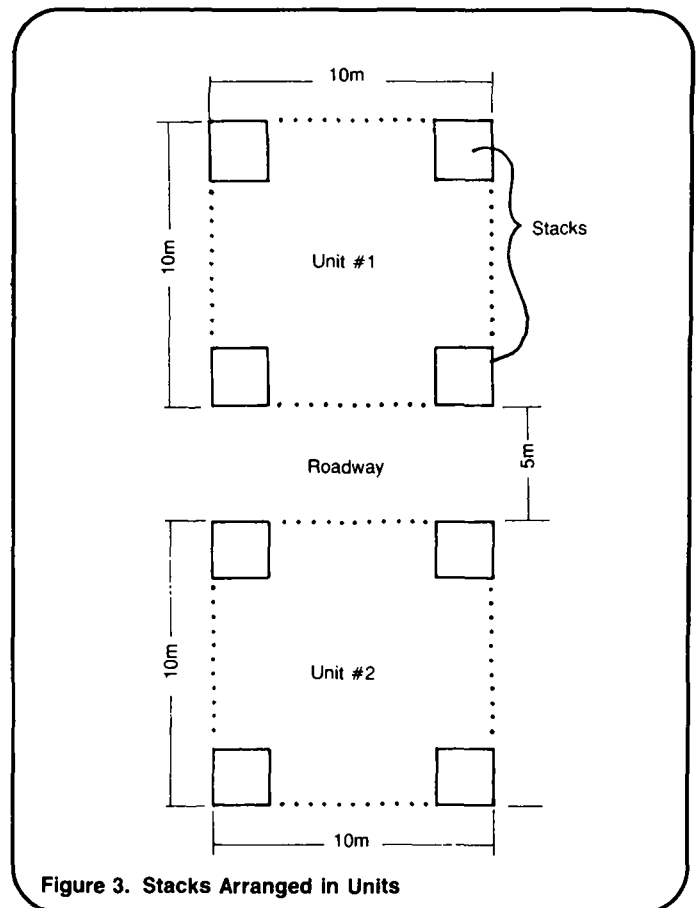 10m
10m
Unit #1
Stacks
Roadway
5m
10m
Unit #2
10m
Figure 3. Stacks Arranged in Units